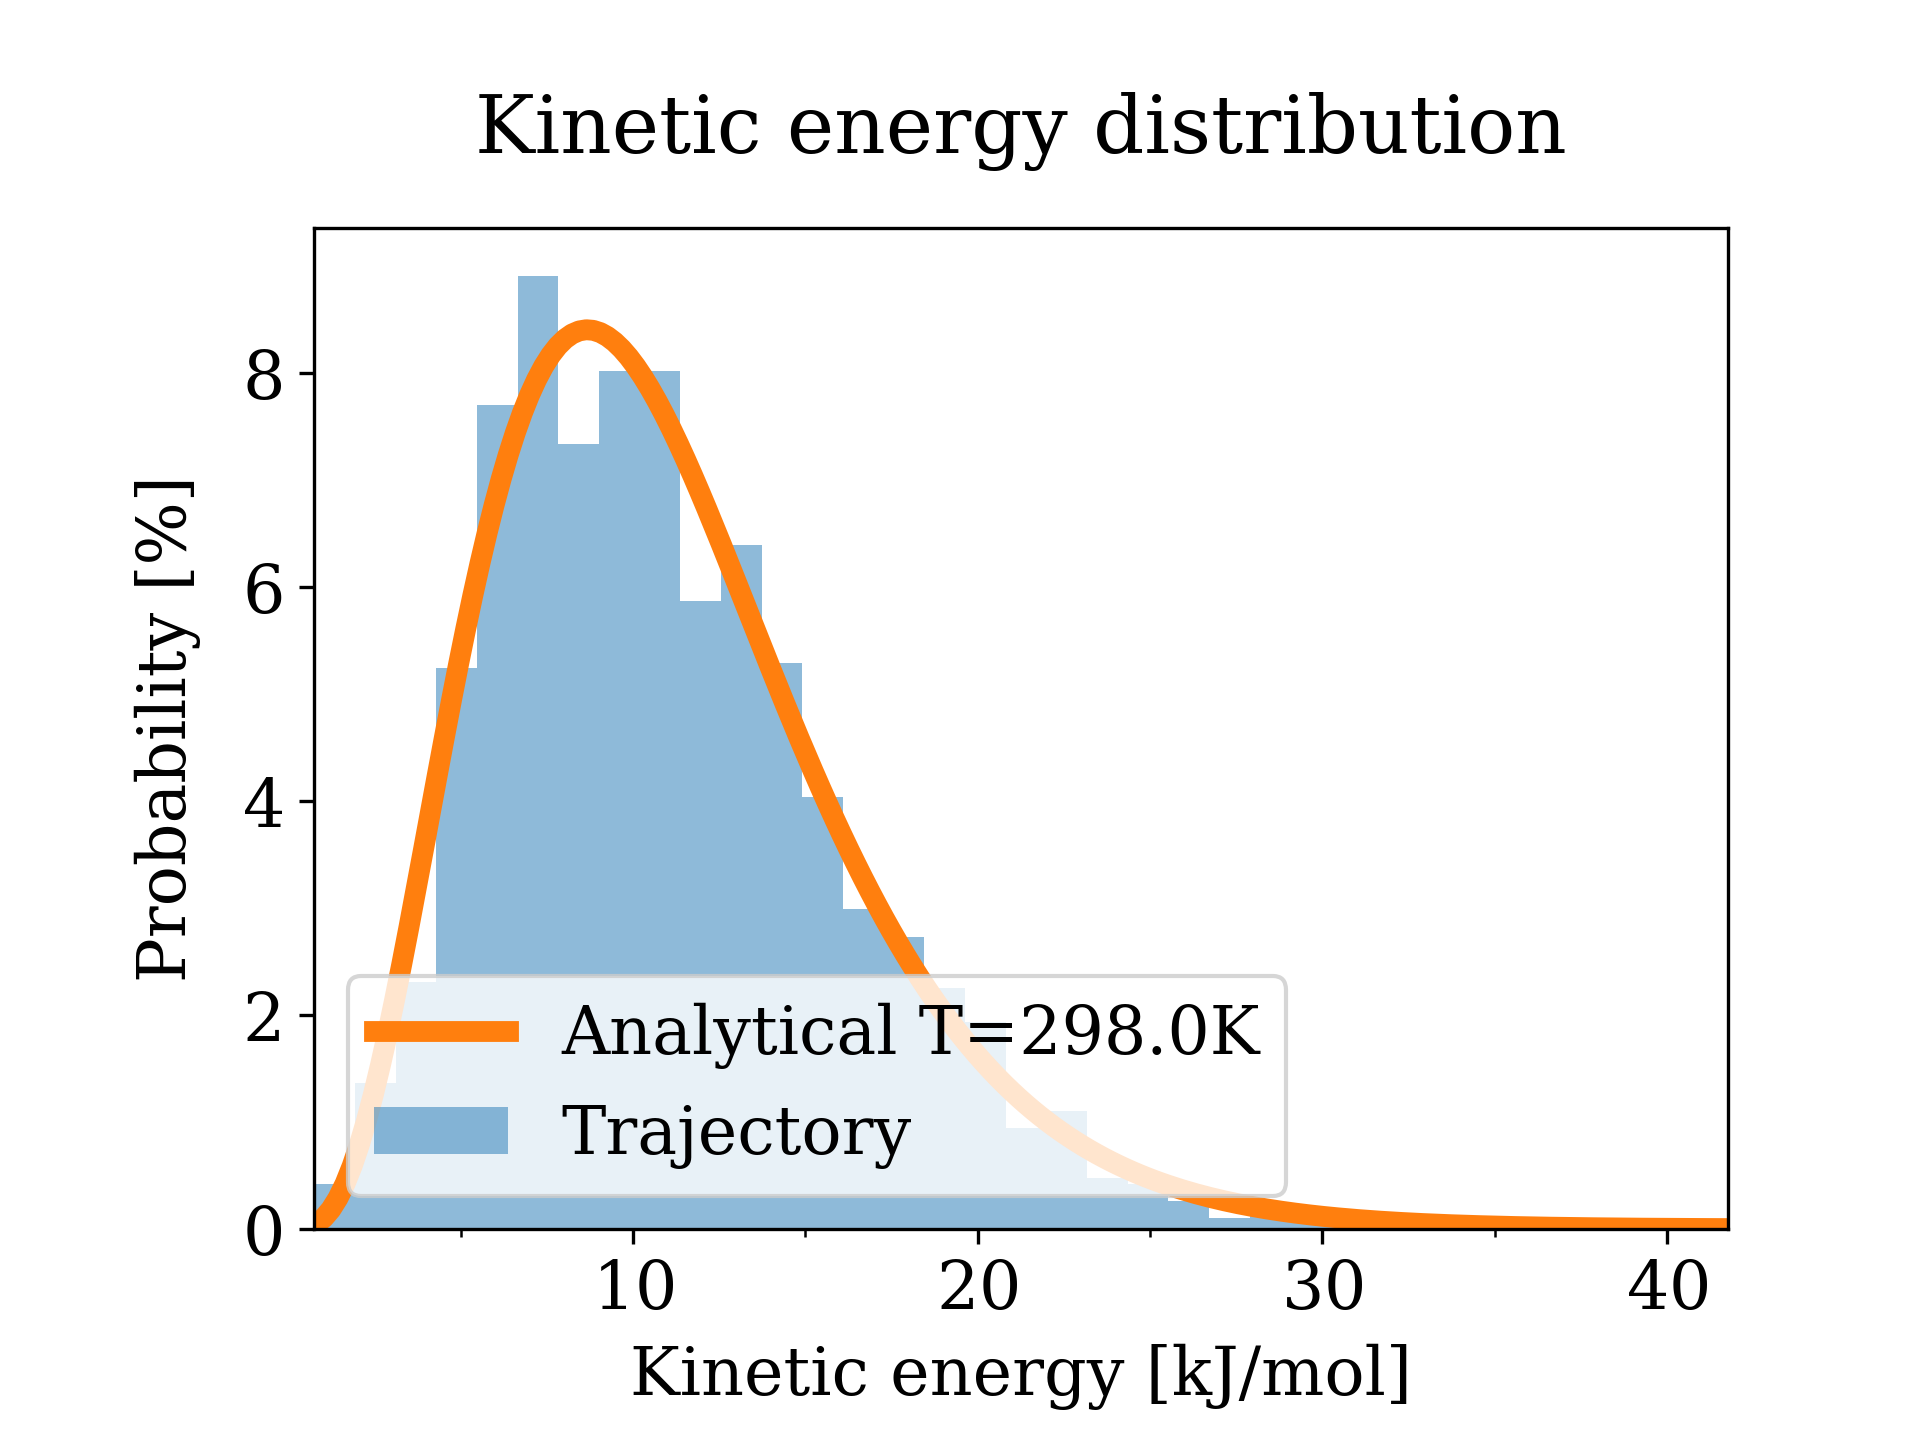 Kinetic energy distribution
Probability [%]
8
6
4
2
0
Analytical T=298.0K
Trajectory
10 20 30 40
Kinetic energy [kJ/mol]